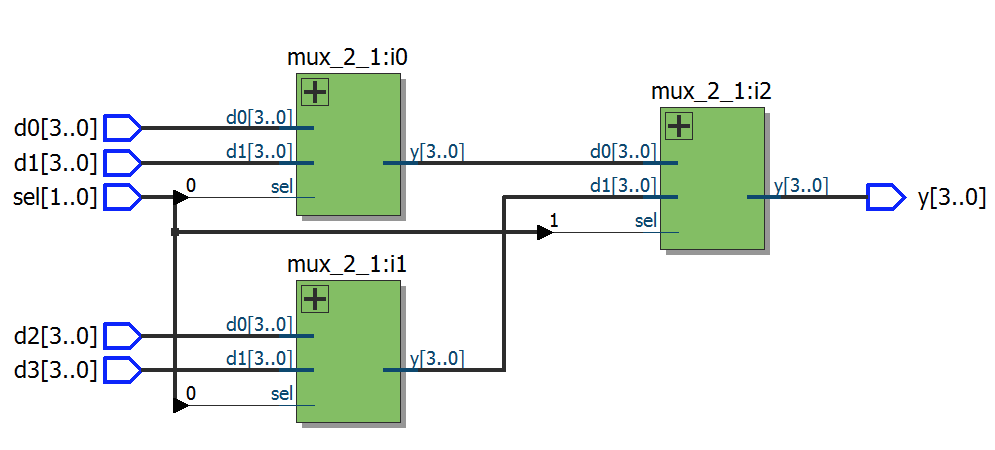 mux_2_1:i0
mux_2_1:i2
d0[3..0] d0[3..0]
d1[3..0] d1[3..0] y[3..0] d0[3..0]
sel[1..0] 0 sel d1[3..0] y[3..0] y[3..0]
1 sel
mux_2_1:i1
d2[3..0] d0[3..0]
d3[3..0] d1[3..0] y[3..0]
0 sel